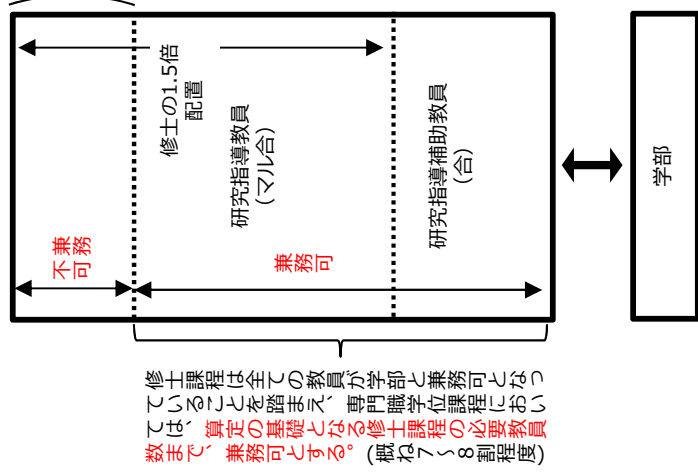 修士の1.5倍
配置
研究指導教員
(マル合)
研究指導補助教員
(合)
兼務
不可
兼務
可
学部
修士課程は全ての教員が学部と兼務可となっ
ていることを踏まえ、専門職学位課程におい
ては、算定の基礎となる修士課程の必要教員
数まで、兼務可とする。(概ね7～8割程度)